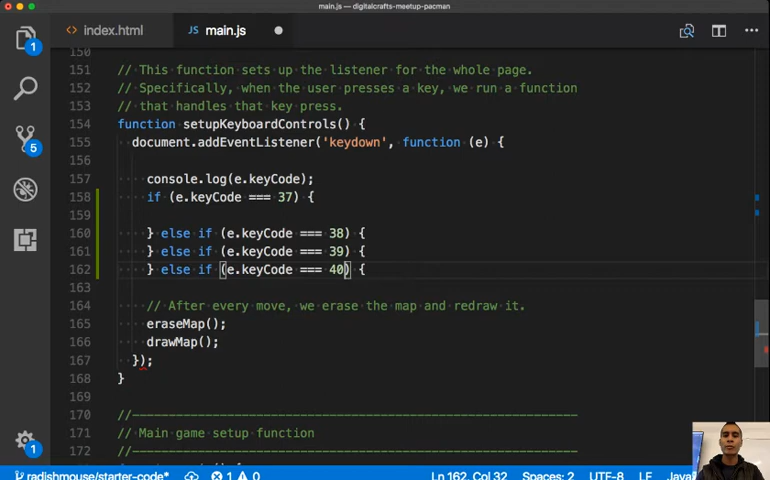 main.js — digitalcrafts-meetup-pacman
index.html
main.js
1
5
1
150
151 // This function sets up the listener for the whole page.
152 // Specifically, when the user presses a key, we run a function
153 // that handles that key press.
154 function setupKeyboardControls() {
155 document.addEventListener('keydown', function (e) {
156
157 console.log(e.keyCode);
158 if (e.keyCode === 37) {
159
160 } else if (e.keyCode === 38) {
161 } else if (e.keyCode === 39) {
162 } else if (e.keyCode === 40) {
163
164 // After every move, we erase the map and redraw it.
165 eraseMap();
166 drawMap();
167 });
168 }
169
170 //--------------------------------------------------------------
171 // Main game setup function
172 //--------------------------------------------------------------
radishmouse/starter-code* 1 0 Ln 162, Col 32 Spaces: 2 UTF-8 LF